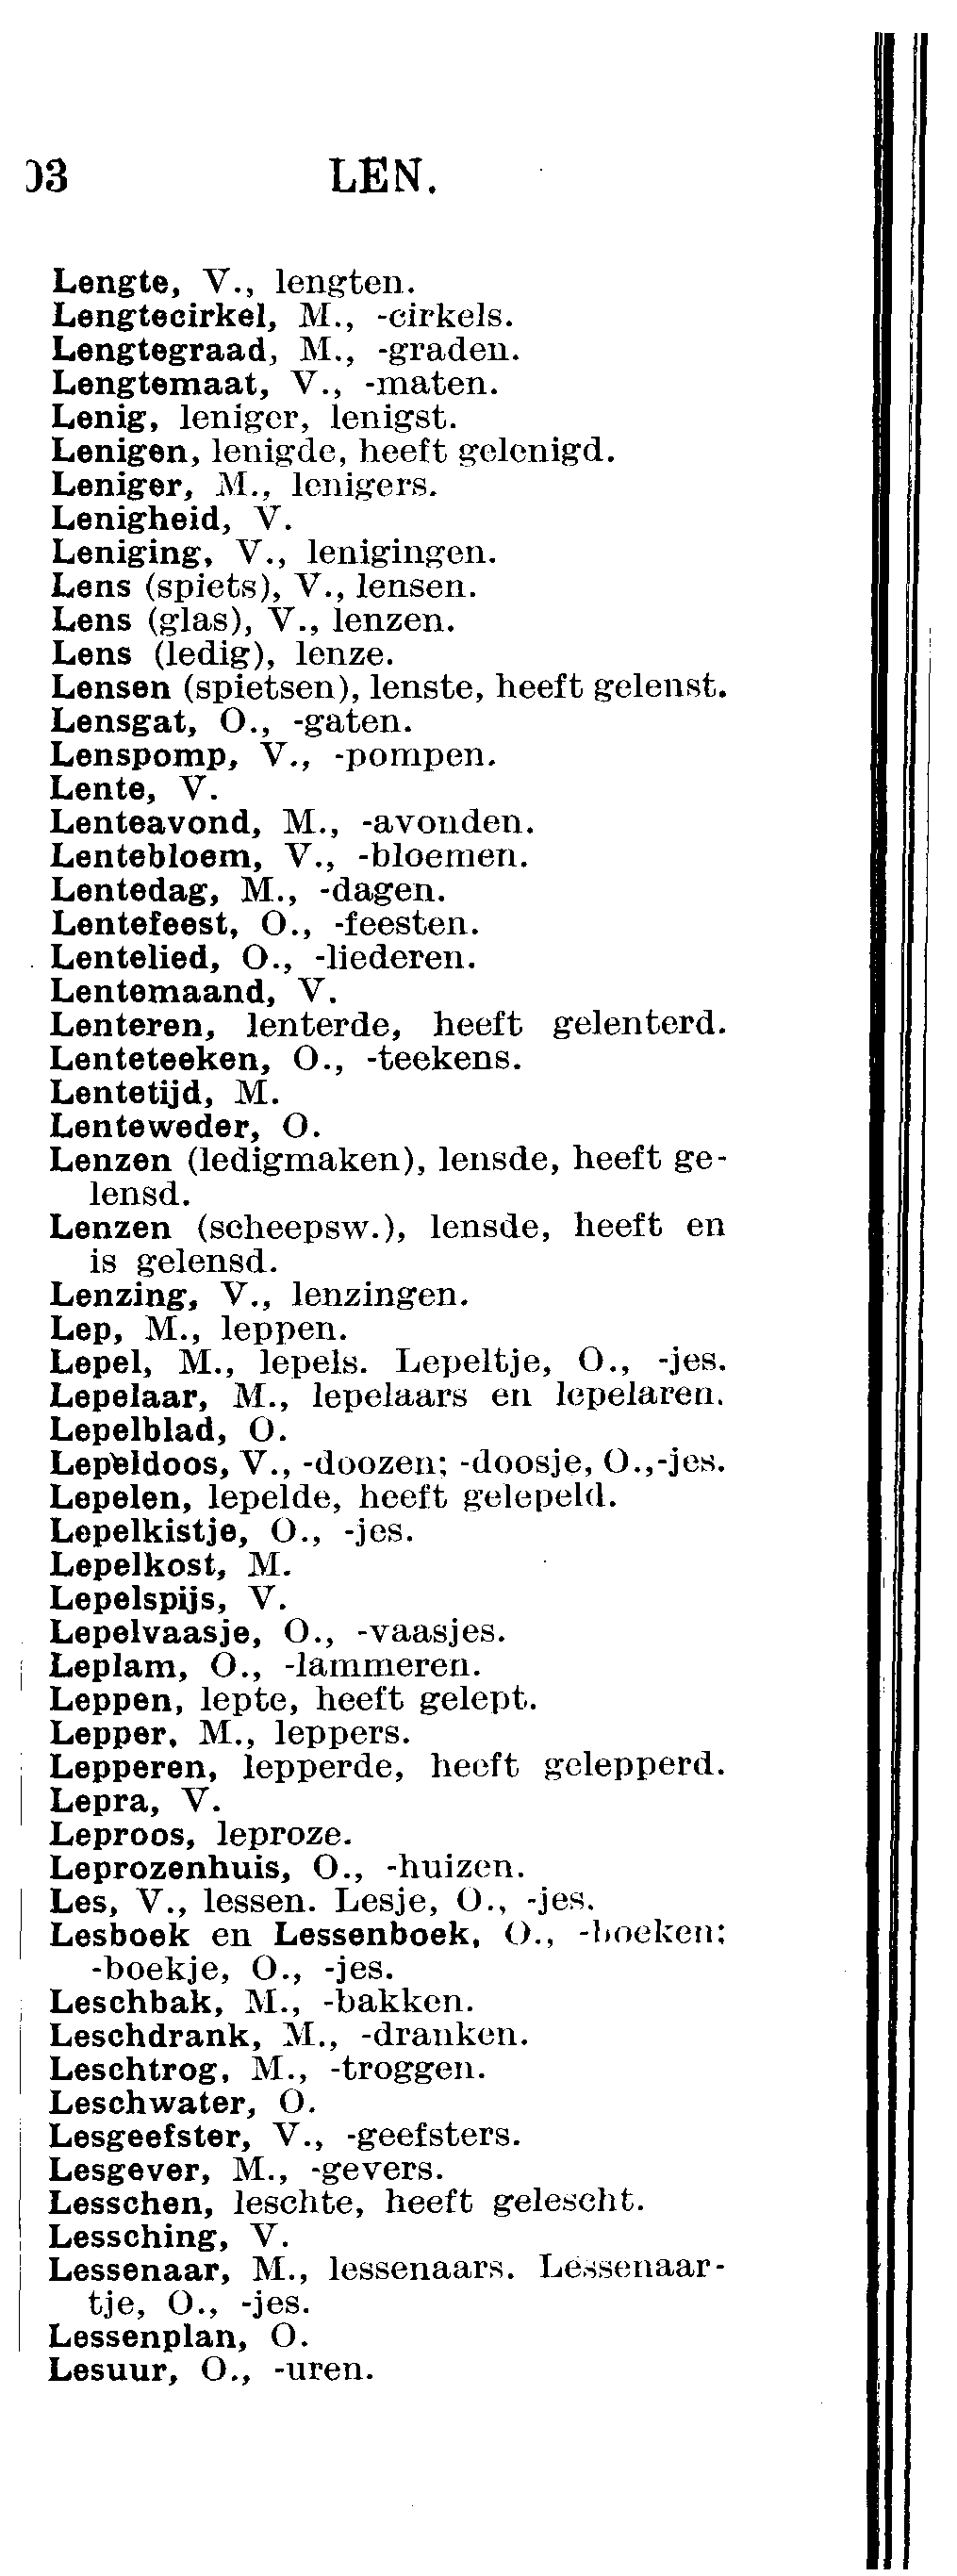 03 LEN.
Lengte, V., lengten.
Lengtecirkel, M., -cirkels.
Lengtegraad, M., -graden.
Lengtemaat, V., -maten.
Lenig, leniger, lenigst.
Lenigen, lenigde, heeft gelenigd.
Leniger, M., lenigers.
Lenigheid, V.
Leniging, V., lenigingen.
Lens (spiets), V., lensen.
Lens (glas), V., lenzen.
Lens (ledig), lenze.
Lensen (spietsen), lenste, heeft gelenst.
Lensgat, O., -gaten.
Lenspomp, V., -pompen.
Lente, V.
Lenteavond, M., -avonden.
Lentebloem, V., -bloemen.
Lentedag, M., -dagen.
Lentefeest, O., -feesten.
Lentelied, O., -liederen.
Lentemaand, V.
Lenteren, lenterde, heeft gelenterd.
Lenteteeken, O., -teekens.
Lentetijd, M.
Lenteweder, O.
Lenzen (ledigmaken), lensde, heeft ge-
lensd.
Lenzen (scheepsw.), lensde, heeft en
is gelensd.
Lenzing, V., lenzingen.
Lep, M., leppen.
Lepel, M., lepels. Lepeltje, O., -jes.
Lepelaar, M., lepelaars en lepelaren.
Lepelblad, O.
Lepeldoos, V., -doozen; -doosje, O.,-jes.
Lepelen, lepelde, heeft gelepeld.
Lepelkistje, O., -jes.
Lepelkost, M.
Lepelspijs, V.
Lepelvaasje, O., -vaasjes.
Leplam, O., -lammeren.
Leppen, lepte, heeft gelept.
Lepper, M., leppers.
Lepperen, lepperde, heeft gelepperd.
Lepra, V.
Leproos, leproze.
Leprozenhuis, O., -huizen.
Les, V., lessen. Lesje, O., -jes.
Lesboek en Lessenboek, O., -boeken;
-boekje, O., -jes.
Leschbak, M., -bakken.
Leschdrank, M., -dranken.
Leschtrog, M., -troggen.
Leschwater, O.
Lesgeefster, V., -geefsters.
Lesgever, M., -gevers.
Lesschen, leschte, heeft gelescht.
Lessching, V.
Lessenaar, M., lessenaars. Lessenaar-
tje, O., -jes.
Lessenplan, O.
Lesuur, O., -uren.